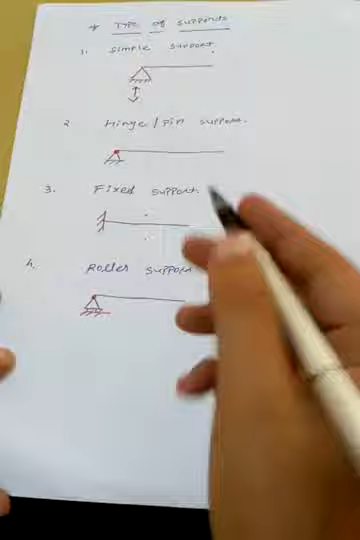 * Type of supports
1. Simple support.
2. Hinge/Pin support.
3. Fixed support.
4. Roller support